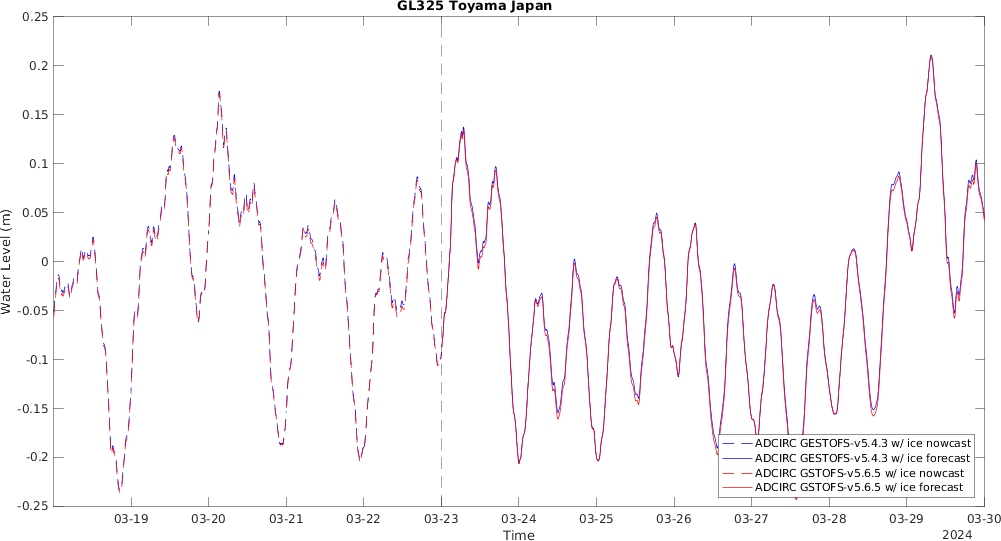 GL325 Toyama Japan
0.25
0.2
0.15
0.1
0.05
0
-0.05
-0.1
-0.15
-0.2
-0.25
Water Level (m)
ADCIRC GESTOFS-v5.4.3 w/ ice nowcast
ADCIRC GESTOFS-v5.4.3 w/ ice forecast
ADCIRC GSTOFS-v5.6.5 w/ ice nowcast
ADCIRC GSTOFS-v5.6.5 w/ ice forecast
03-19 03-20 03-21 03-22 03-23 03-24 03-25 03-26 03-27 03-28 03-29 03-30
Time
2024